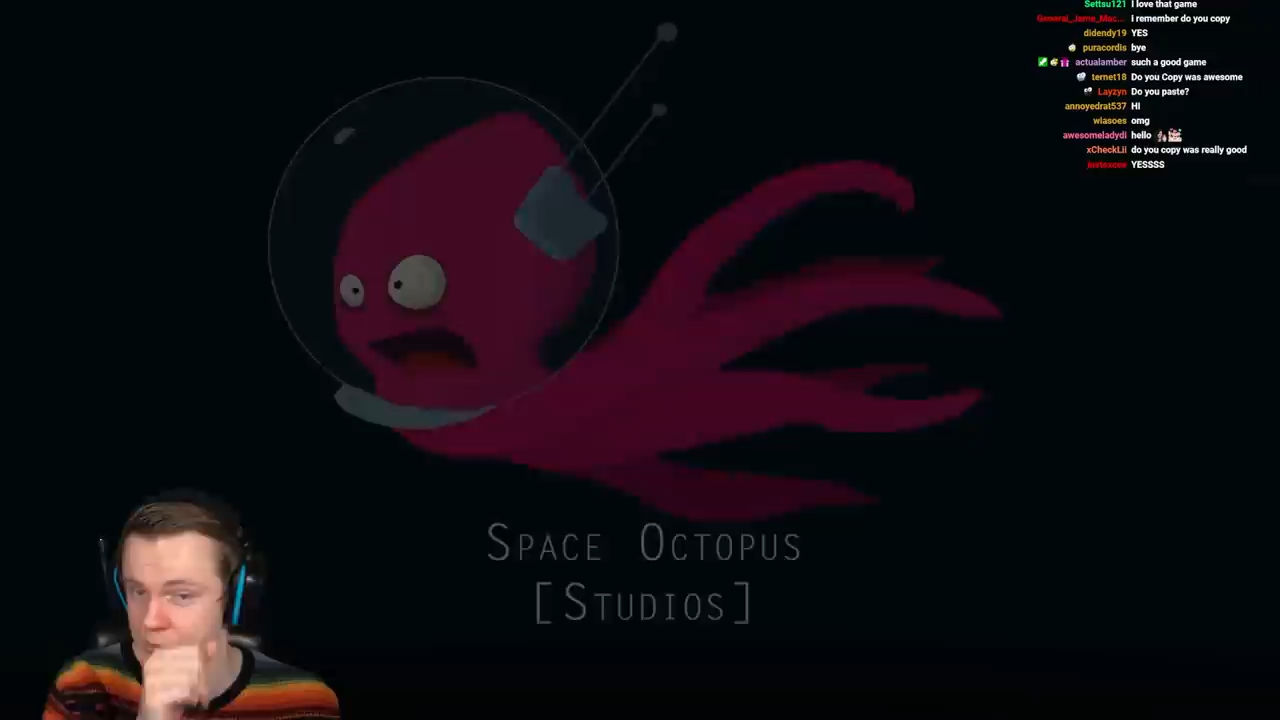 Settsu121 I love that game
General_Jame_Mac... I remember do you copy
didendy19 YES
puracordis bye
actualamber such a good game
ternet18 Do you Copy was awesome
Layzyn Do you paste?
annoyedrat537 HI
wiasoes omg
awesomeladydi hello
xCheckLii do you copy was really good
YESSSS
Space Octopus
[Studios]